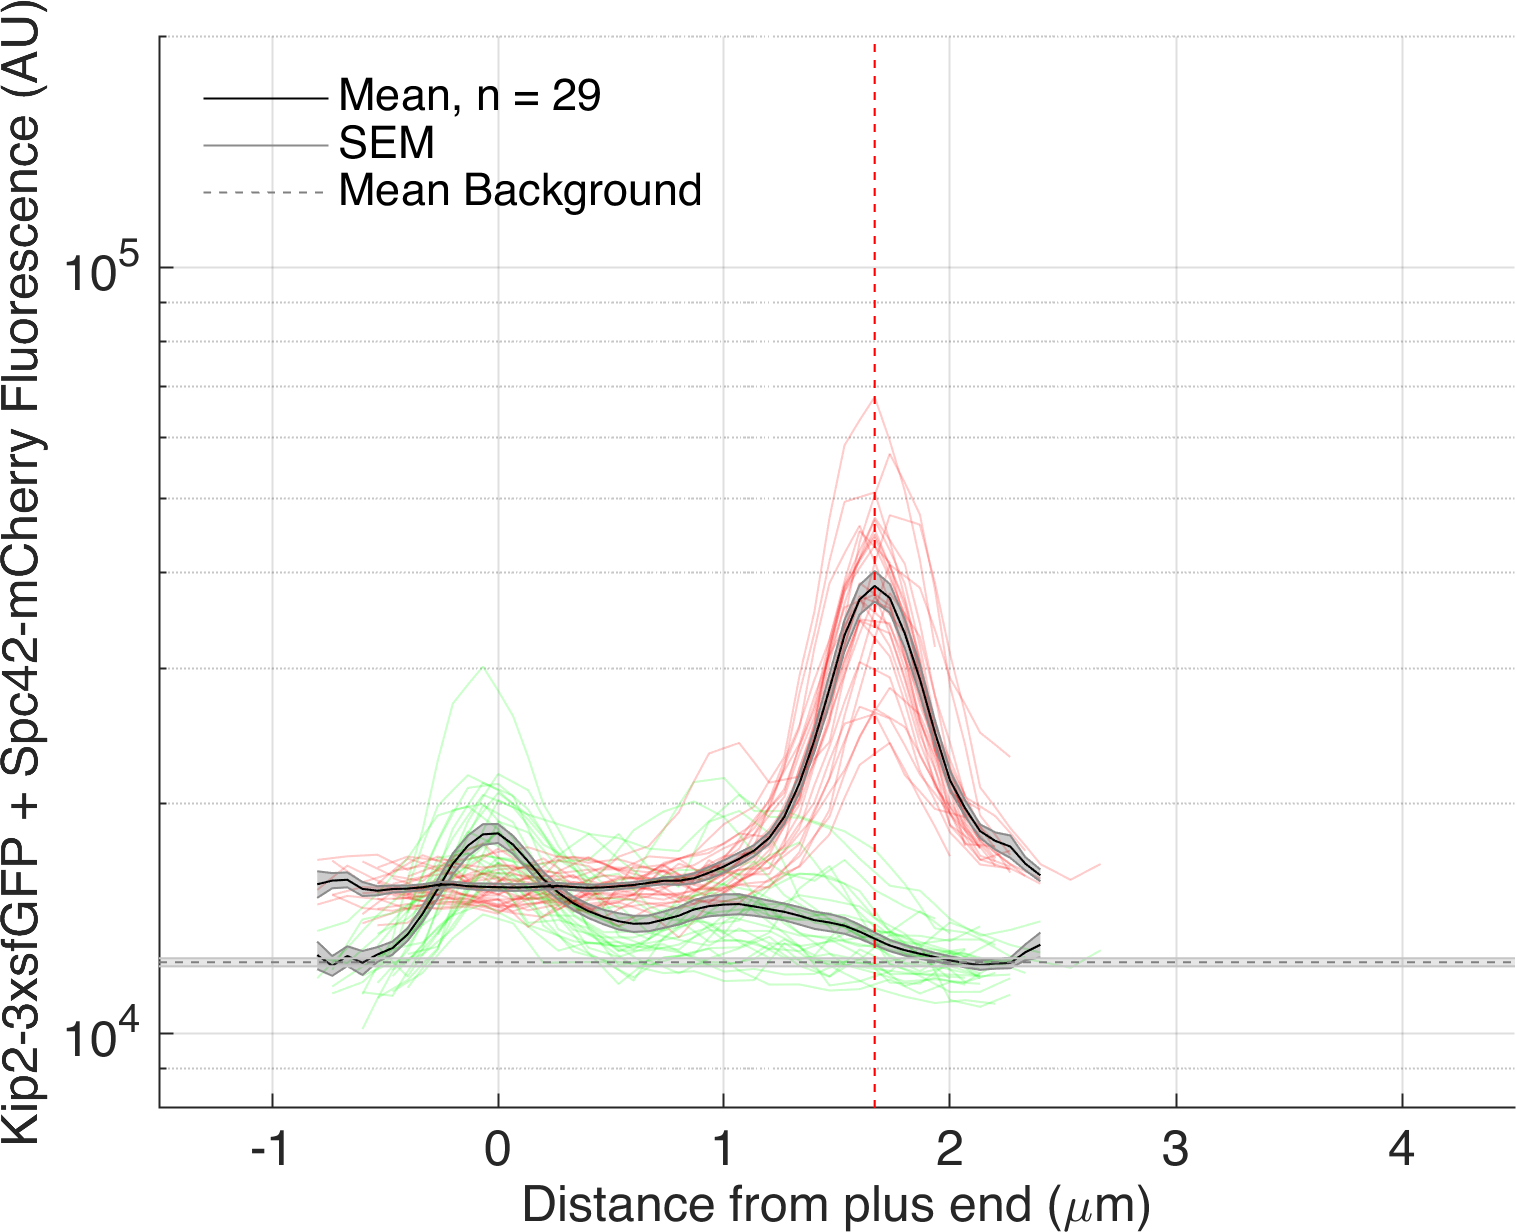 Kip2-3xsfGFP + Spc42-mCherry Fluorescence (AU)
Mean, n = 29
SEM
Mean Background
10^5
10^4
-1 0 1 2 3 4
Distance from plus end (μm)